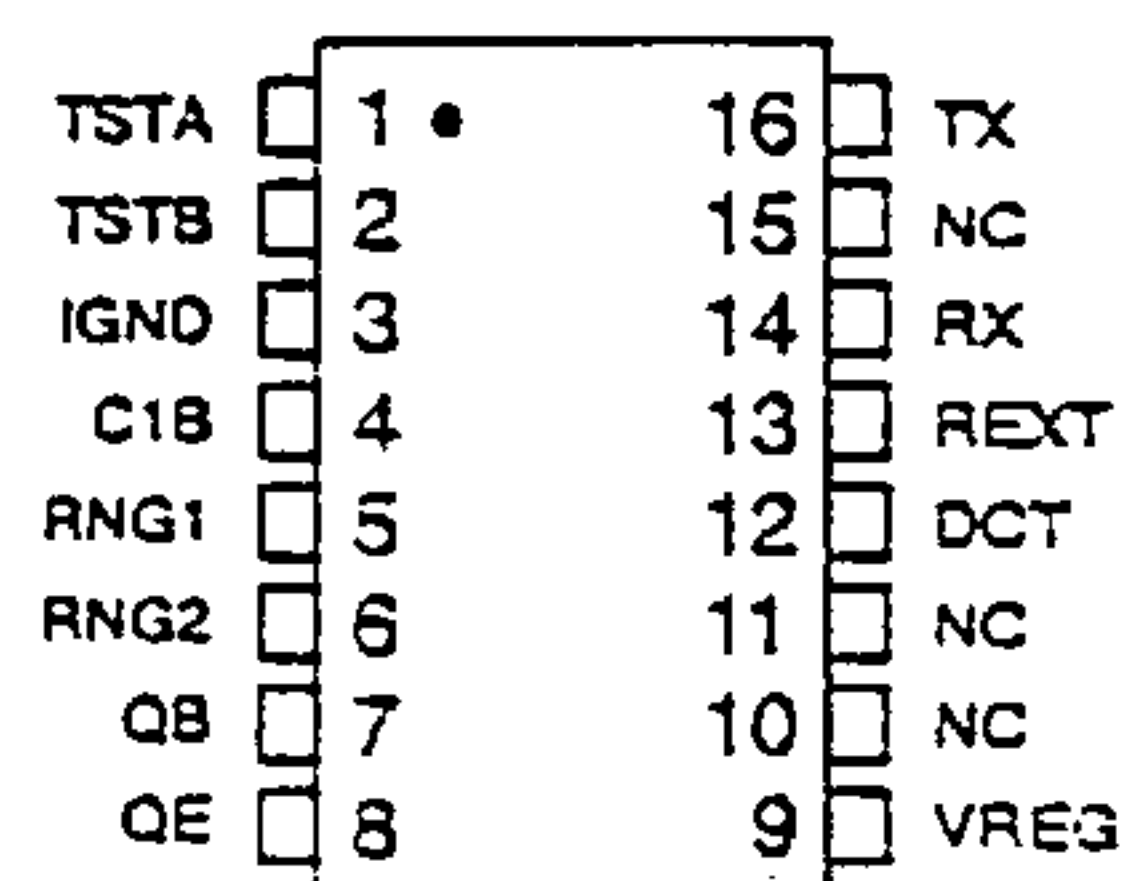 TSTA 1 16 TX
TSTB 2 15 NC
IGND 3 14 RX
C1B 4 13 REXT
RNG1 5 12 DCT
RNG2 6 11 NC
QB 7 10 NC
QE 8 9 VREG